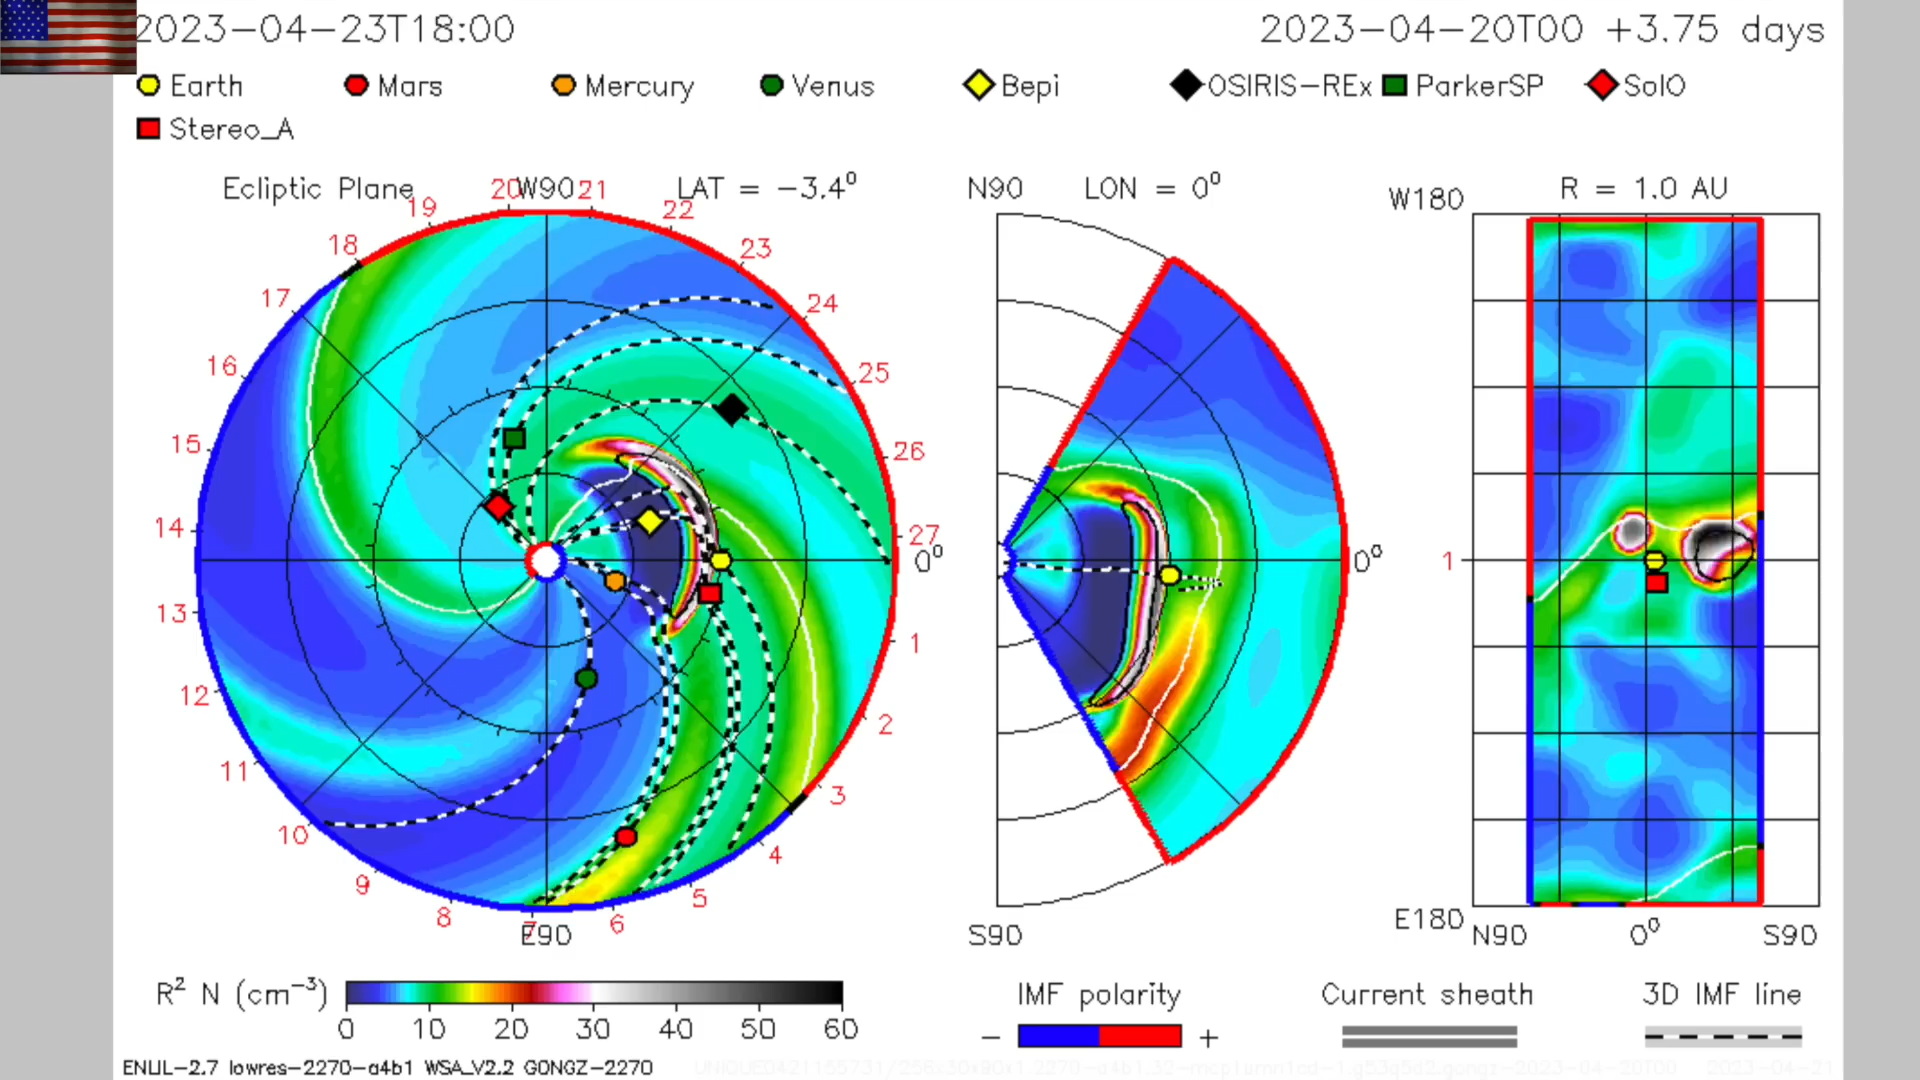 2023-04-23T18:00
2023-04-20T00 +3.75 days
Earth Mars Mercury Venus Bepi OSIRIS-REx ParkerSP SolO
Stereo_A
Ecliptic Plane W90 LAT = -3.4°
N90 LON = 0°
W180 R = 1.0 AU
20 21
19 22
18 23
17 24
16 25
15 26
14 27
0°
0°
1
13 1
12 2
11 3
10 4
9 5
8 7 6
E90
S90
E180
N90 0° S90
R² N (cm⁻³)
0 10 20 30 40 50 60
IMF polarity
- +
Current sheath
3D IMF line
ENLIL-2.7 lowres-2270-a4b1 WSA_V2.2 GONGZ-2270